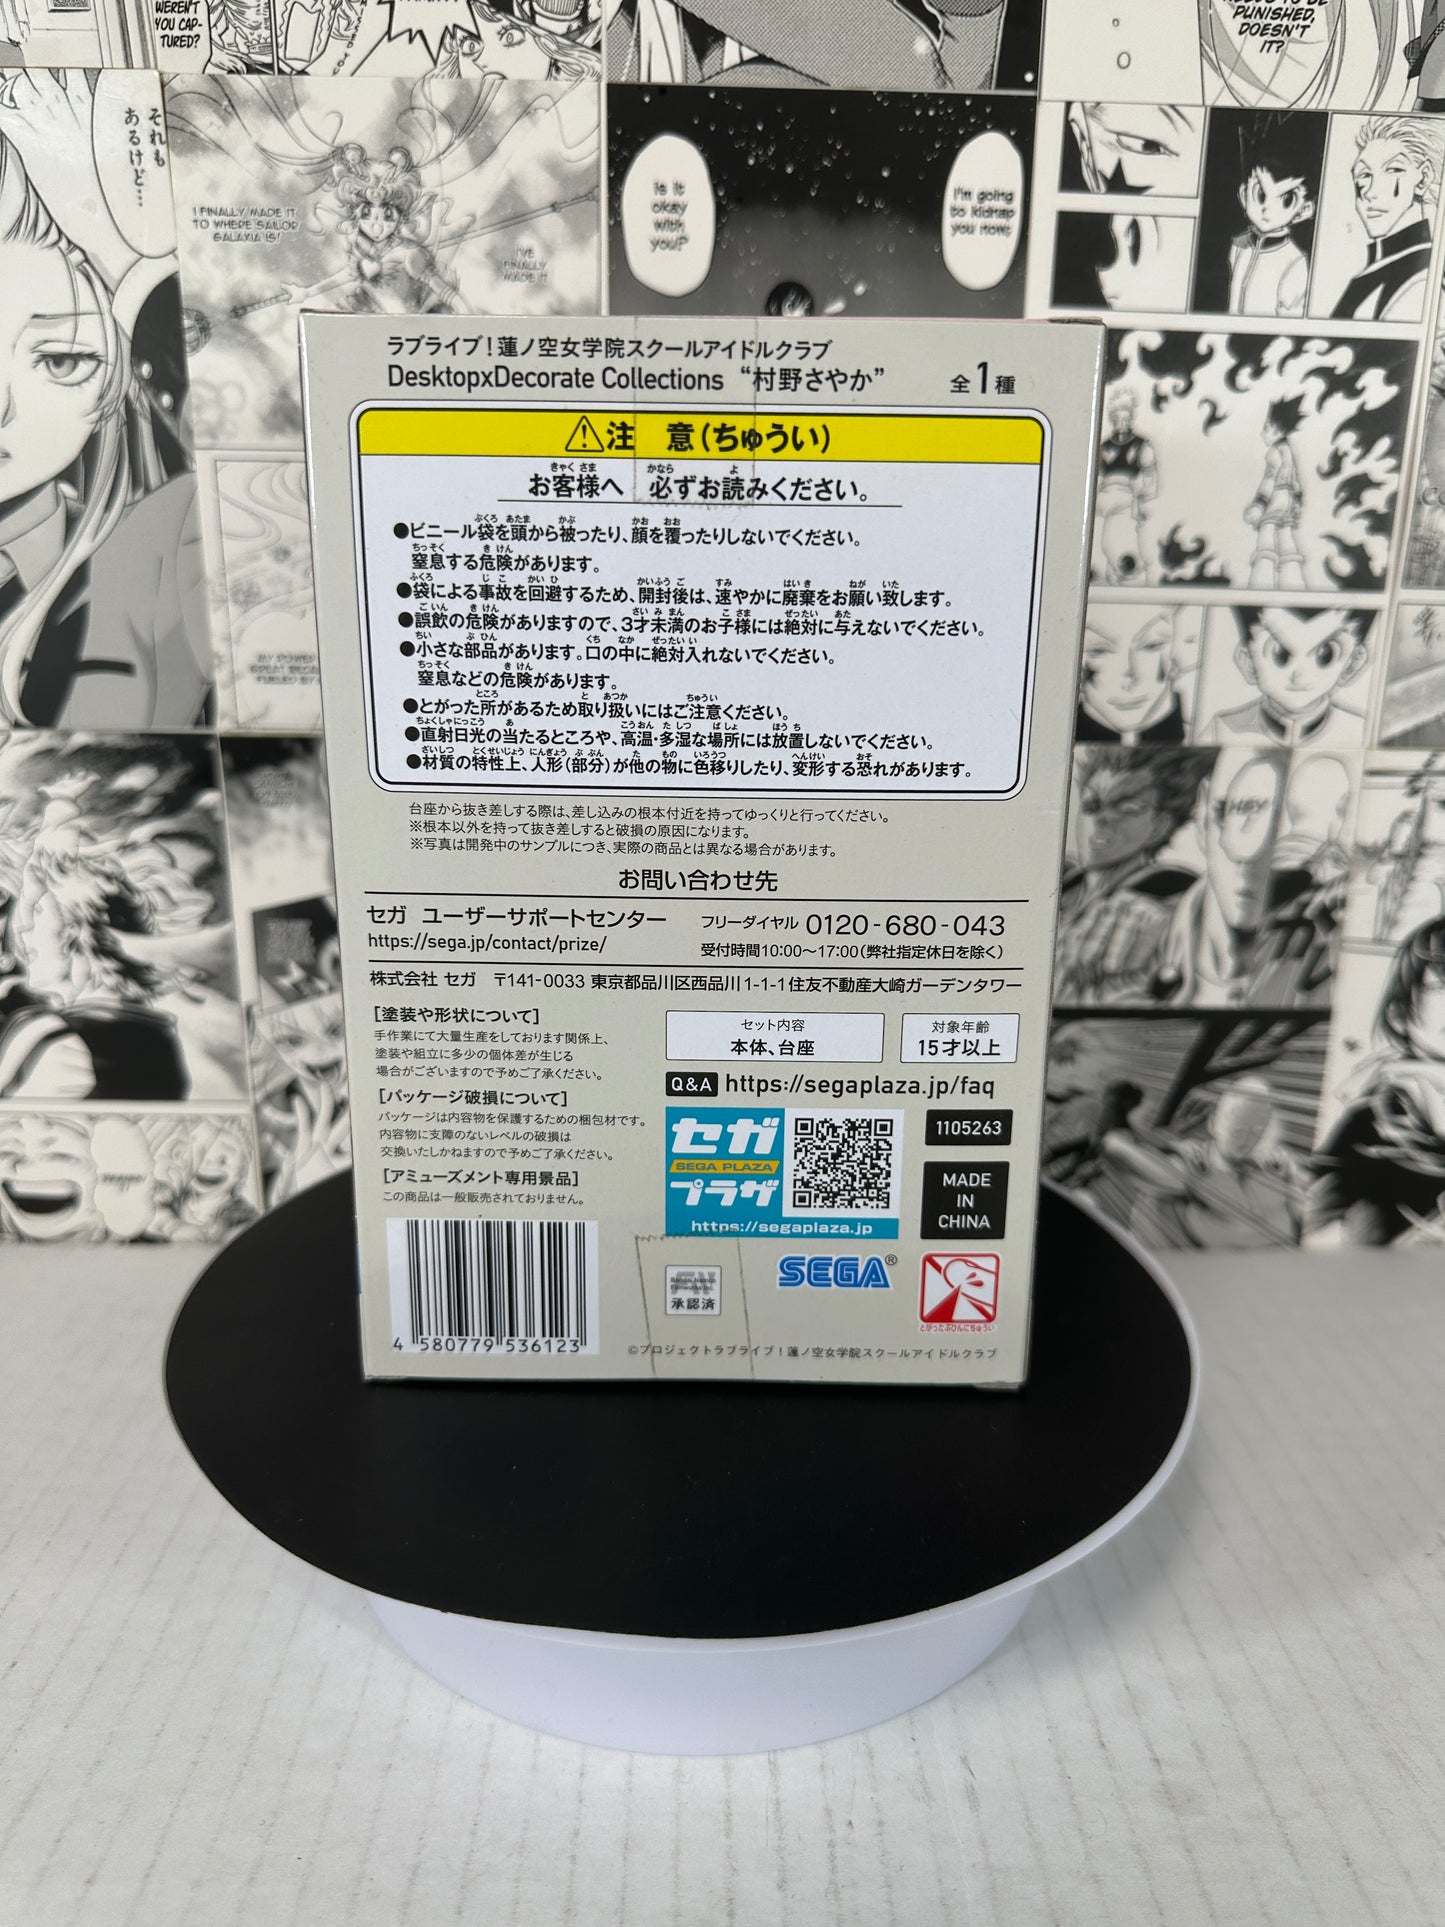 WEREN'T
YOU CAP-
TURED?
PUNISHED,
DOESN'T
IT?
それも
あるけど…
I FINALLY MADE IT
TO WHERE SAILOR
GALAXIA IS!
I'VE
FINALLY
MADE IT
Is it
okay
with
you?
I'm going
to kidnap
you now.
HEY
ラブライブ!蓮ノ空女学院スクールアイドルクラブ
DesktopxDecorate Collections “村野さやか” 全1種
⚠注 意(ちゅうい)
お客様へ 必ずお読みください。
●ビニール袋を頭から被ったり、顔を覆ったりしないでください。
窒息する危険があります。
●袋による事故を回避するため、開封後は、速やかに廃棄をお願い致します。
●誤飲の危険がありますので、3才未満のお子様には絶対に与えないでください。
●小さな部品があります。口の中に絶対入れないでください。
窒息などの危険があります。
●とがった所があるため取り扱いにはご注意ください。
●直射日光の当たるところや、高温・多湿な場所には放置しないでください。
●材質の特性上、人形(部分)が他の物に色移りしたり、変形する恐れがあります。
台座から抜き差しする際は、差し込みの根本付近を持ってゆっくりと行ってください。
※根本以外を持って抜き差しすると破損の原因になります。
※写真は開発中のサンプルにつき、実際の商品とは異なる場合があります。
お問い合わせ先
セガ ユーザーサポートセンター フリーダイヤル 0120-680-043
https://sega.jp/contact/prize/ 受付時間10:00~17:00(弊社指定休日を除く)
株式会社 セガ 〒141-0033 東京都品川区西品川1-1-1住友不動産大崎ガーデンタワー
[塗装や形状について]
手作業にて大量生産をしております関係上、
塗装や組立に多少の個体差が生じる
場合がございますので予めご了承ください。
[パッケージ破損について]
パッケージは内容物を保護するための梱包材です。
内容物に支障のないレベルの破損は
交換いたしかねますので予めご了承ください。
[アミューズメント専用景品]
この商品は一般販売されておりません。
セット内容
本体、台座
対象年齢
15才以上
Q&A https://segaplaza.jp/faq
セガ
SEGA PLAZA
プラザ
https://segaplaza.jp
1105263
MADE
IN
CHINA
4 580779 536123
Bandai Namco
Filmworks Inc.
承認済
SEGA®
とがったぶひんにちゅうい
©プロジェクトラブライブ!蓮ノ空女学院スクールアイドルクラブ